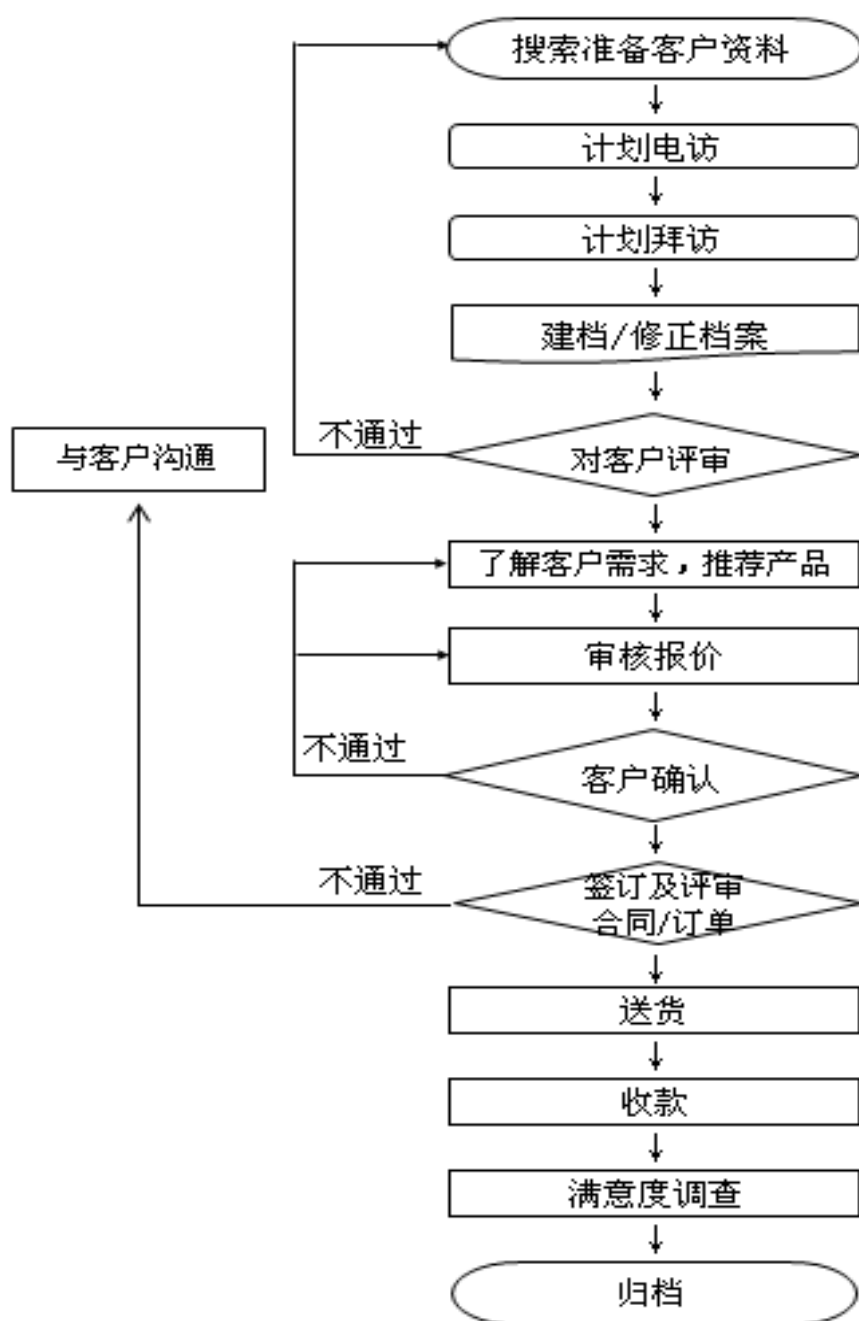 搜索准备客户资料
计划电访
计划拜访
建档/修正档案
不通过
对客户评审
与客户沟通
了解客户需求，推荐产品
审核报价
不通过
客户确认
不通过
签订及评审
合同/订单
送货
收款
满意度调查
归档